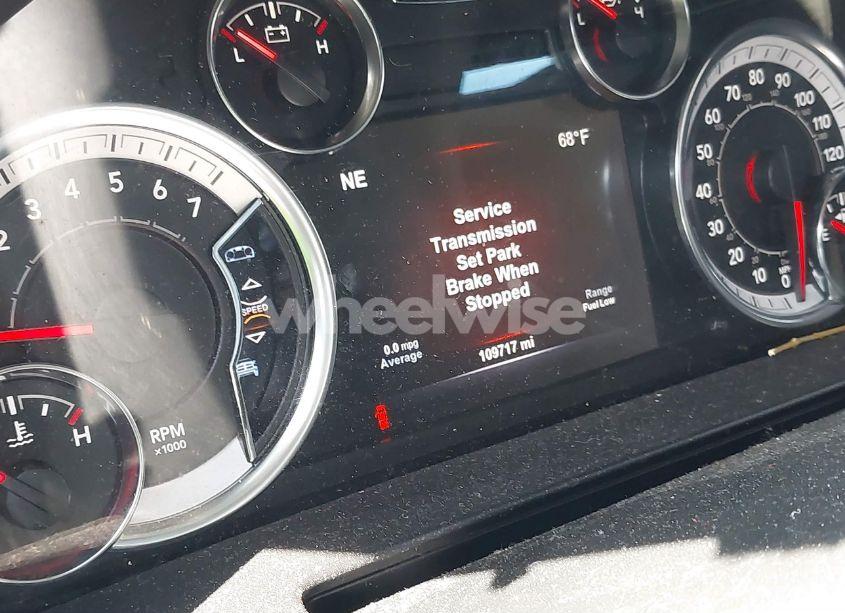 L
H
L
68°F
NE
Service
Transmission
Set Park
Brake When
Stopped
Range
Fuel Low
0.0 mpg
Average
109717 mi
2 3 4 5 6 7
SPEED
RPM
x1000
H
0 10 20 30 40 50 60 70 80 90 100 110 120
MPH
E
wheelwise